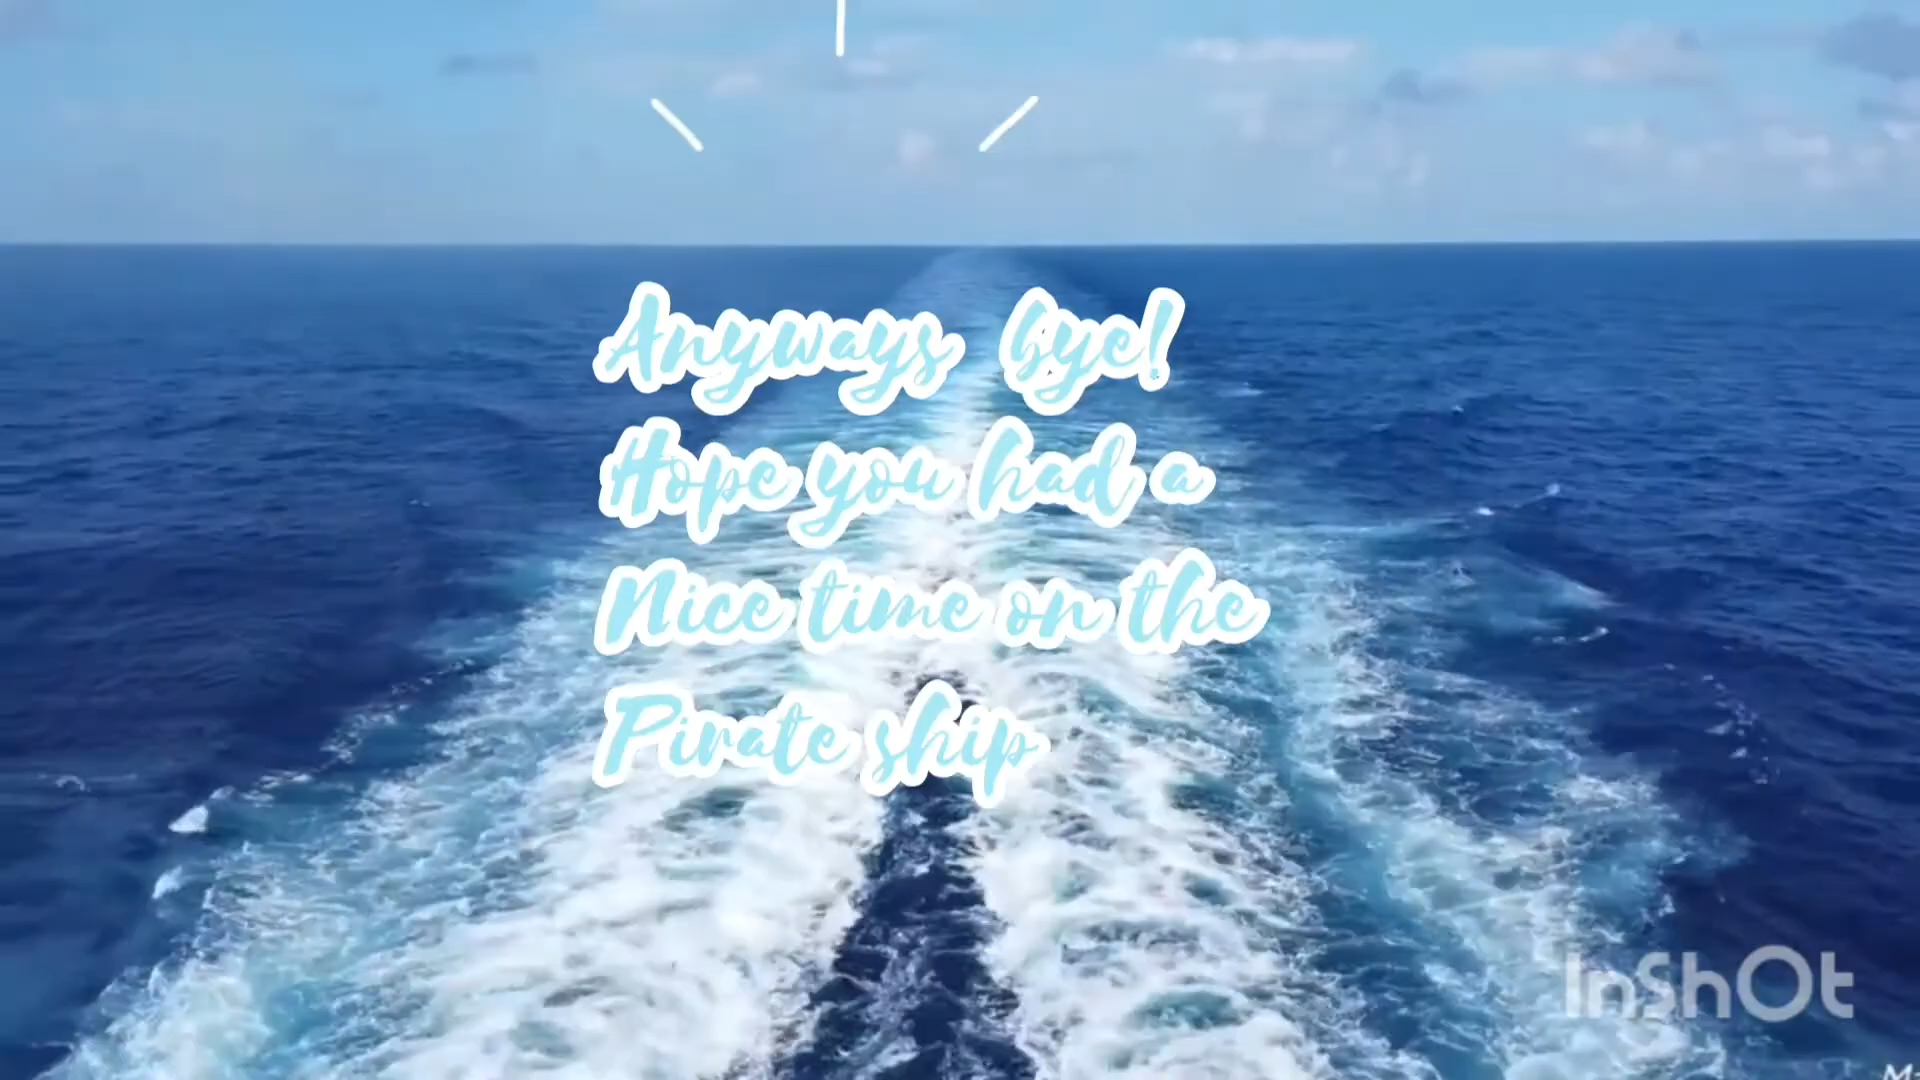 Anyways bye!
Hope you had a
Nice time on the
Pirate ship
InShOt